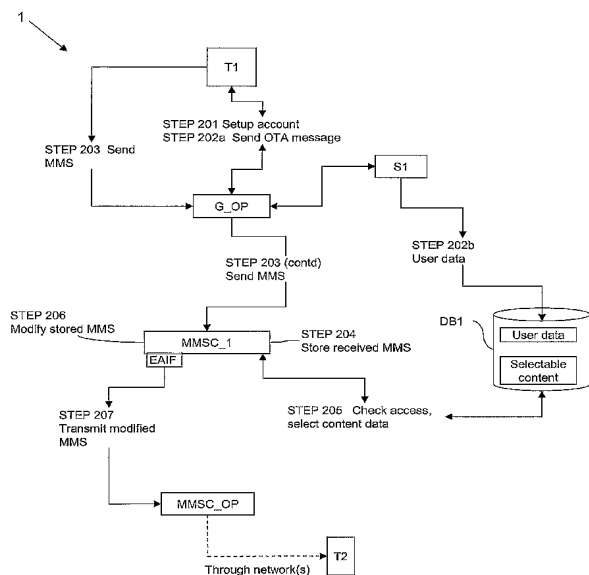 1
T1
STEP 201 Setup account
STEP 202a Send OTA message
STEP 203 Send
MMS
S1
G_OP
STEP 202b
User data
STEP 203 (contd)
Send MMS
STEP 206
Modify stored MMS
DB1
User data
STEP 204
Store received MMS
MMSC_1
EAIF
Selectable
content
STEP 207
Transmit modified
MMS
STEP 205 Check access,
select content data
MMSC_OP
T2
Through network(s)